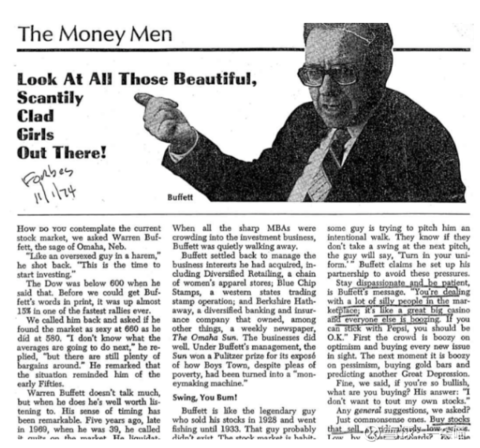 The Money Men
Look At All Those Beautiful,
Scantily
Clad
Girls
Out There!
Forbes
11/1/74
Buffett
HOW DO YOU contemplate the current
stock market, we asked Warren Buf-
fett, the sage of Omaha, Neb.
"Like an oversexed guy in a harem,"
he shot back. "This is the time to
start investing."
The Dow was below 600 when he
said that. Before we could get Buf-
fett's words in print, it was up almost
15% in one of the fastest rallies ever.
We called him back and asked if he
found the market as sexy at 660 as he
did at 580. "I don't know what the
averages are going to do next," he re-
plied, "but there are still plenty of
bargains around." He remarked that
the situation reminded him of the
early Fifties.
Warren Buffett doesn't talk much,
but when he does he's well worth lis-
tening to. His sense of timing has
been remarkable. Five years ago, late
in 1969, when he was 39, he called
it quits on the market. He liquidat-
When all the sharp MBAs were
crowding into the investment business,
Buffett was quietly walking away.
Buffett settled back to manage the
business interests he had acquired, in-
cluding Diversified Retailing, a chain
of women's apparel stores; Blue Chip
Stamps, a western states trading
stamp operation; and Berkshire Hath-
away, a diversified banking and insur-
ance company that owned, among
other things, a weekly newspaper,
The Omaha Sun. The businesses did
well. Under Buffett's management, the
Sun won a Pulitzer prize for its exposé
of how Boys Town, despite pleas of
poverty, had been turned into a "mon-
eymaking machine."
Swing, You Bum!
Buffett is like the legendary guy
who sold his stocks in 1928 and went
fishing until 1933. That guy probably
didn't exist. The stock market is habit-
some guy is trying to pitch him an
intentional walk. They know if they
don't take a swing at the next pitch,
the guy will say, 'Turn in your uni-
form.'" Buffett claims he set up his
partnership to avoid these pressures.
Stay dispassionate and be patient,
is Buffett's message. "You're dealing
with a lot of silly people in the mar-
ketplace; it's like a great big casino
and everyone else is boozing. If you
can stick with Pepsi, you should be
O.K." First the crowd is boozy on
optimism and buying every new issue
in sight. The next moment it is boozy
on pessimism, buying gold bars and
predicting another Great Depression.
Fine, we said, if you're so bullish,
what are you buying? His answer: "I
don't want to tout my own stocks."
Any general suggestions, we asked?
Just commonsense ones. Buy stocks
that sell at